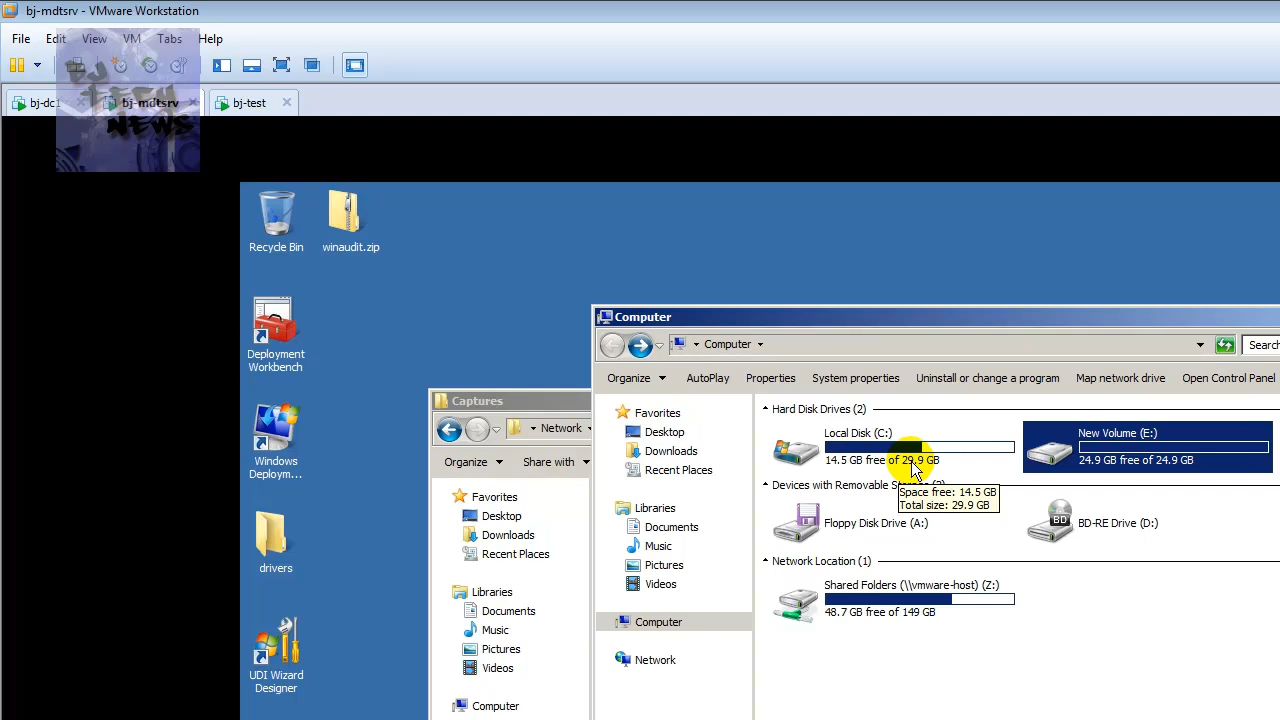 bj-mdtsrv - VMware Workstation
File Edit View VM Tabs Help
BJ
TECH
NEWS
bj-dc1 bj-mdtsrv bj-test
Recycle Bin
winaudit.zip
Deployment
Workbench
Windows
Deploym...
drivers
UDI Wizard
Designer
Captures
Network
Organize Share with
Favorites
Desktop
Downloads
Recent Places
Libraries
Documents
Music
Pictures
Videos
Computer
Computer
Computer
Search
Organize AutoPlay Properties System properties Uninstall or change a program Map network drive Open Control Panel
Favorites
Desktop
Downloads
Recent Places
Libraries
Documents
Music
Pictures
Videos
Computer
Network
Hard Disk Drives (2)
Local Disk (C:)
14.5 GB free of 29.9 GB
New Volume (E:)
24.9 GB free of 24.9 GB
Devices with Removable Storage (2)
Space free: 14.5 GB
Total size: 29.9 GB
Floppy Disk Drive (A:)
BD
BD-RE Drive (D:)
Network Location (1)
Shared Folders (\\vmware-host) (Z:)
48.7 GB free of 149 GB